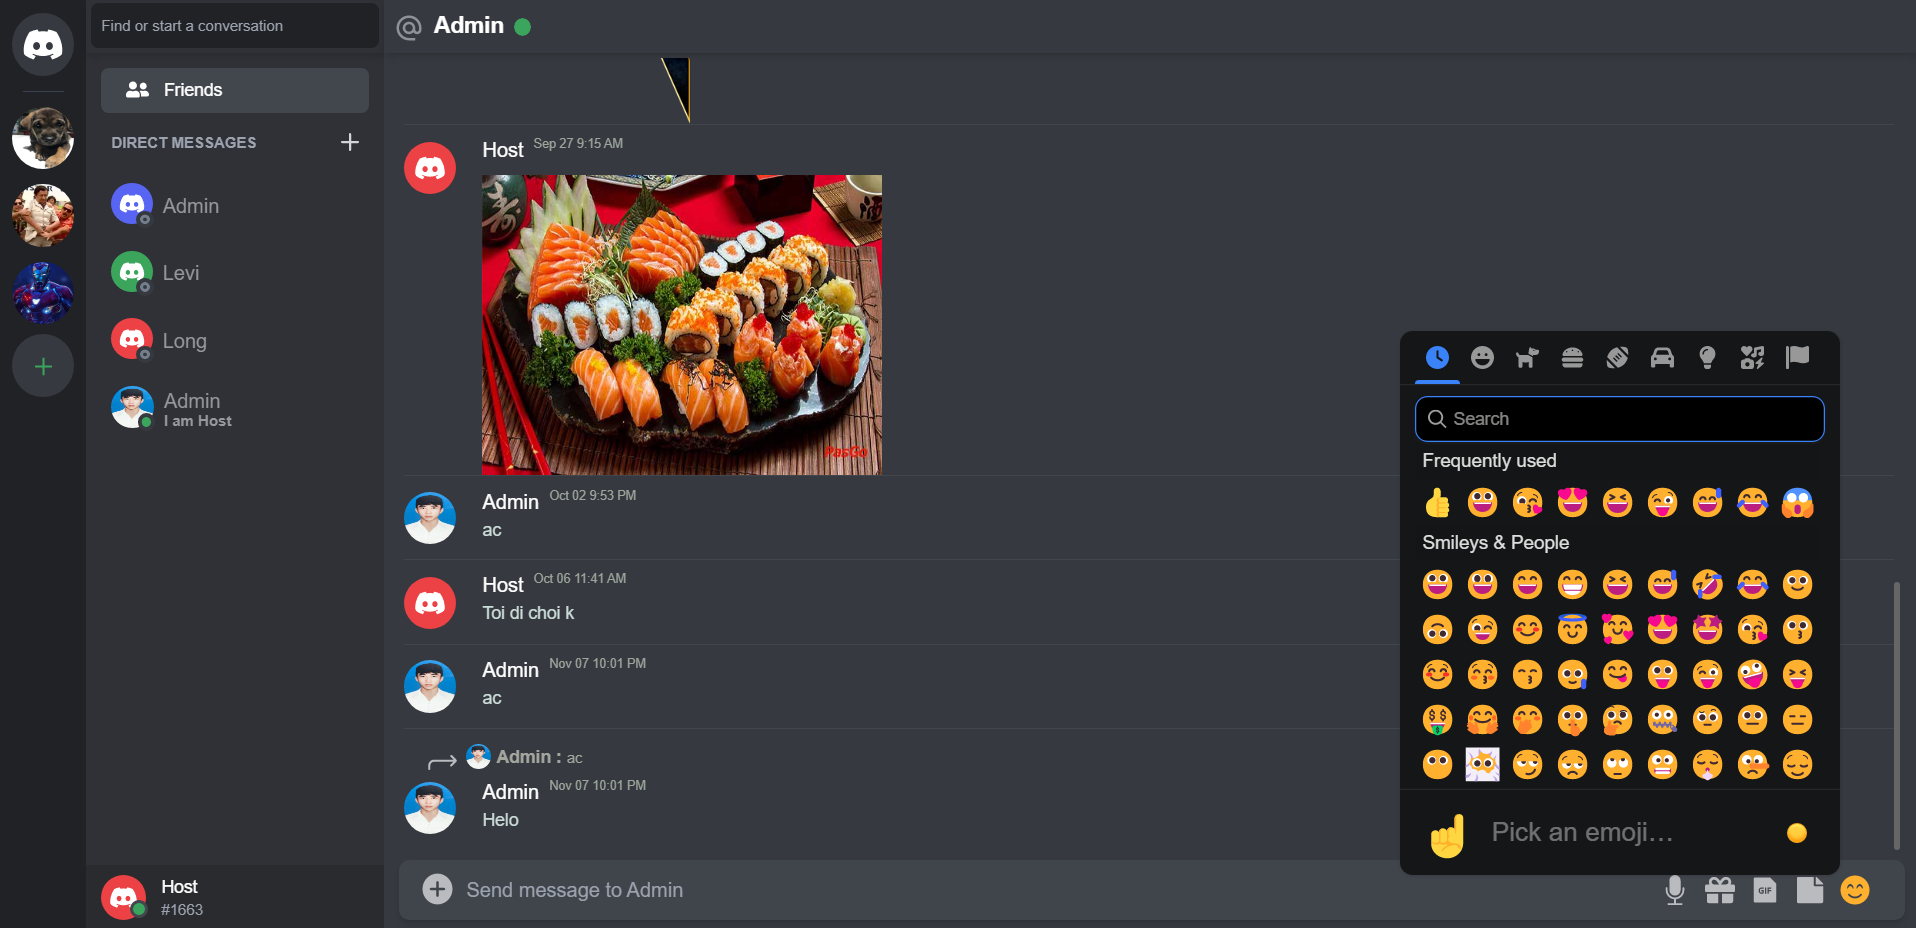 Find or start a conversation
Friends
DIRECT MESSAGES
Admin
Levi
Long
Admin
I am Host
Host
#1663
Admin
Host Sep 27 9:15 AM
寿
酒
PasGo
Admin Oct 02 9:53 PM
ac
Host Oct 06 11:41 AM
Toi di choi k
Admin Nov 07 10:01 PM
ac
Admin : ac
Admin Nov 07 10:01 PM
Helo
Send message to Admin
GIF
Search
Frequently used
Smileys & People
Pick an emoji…